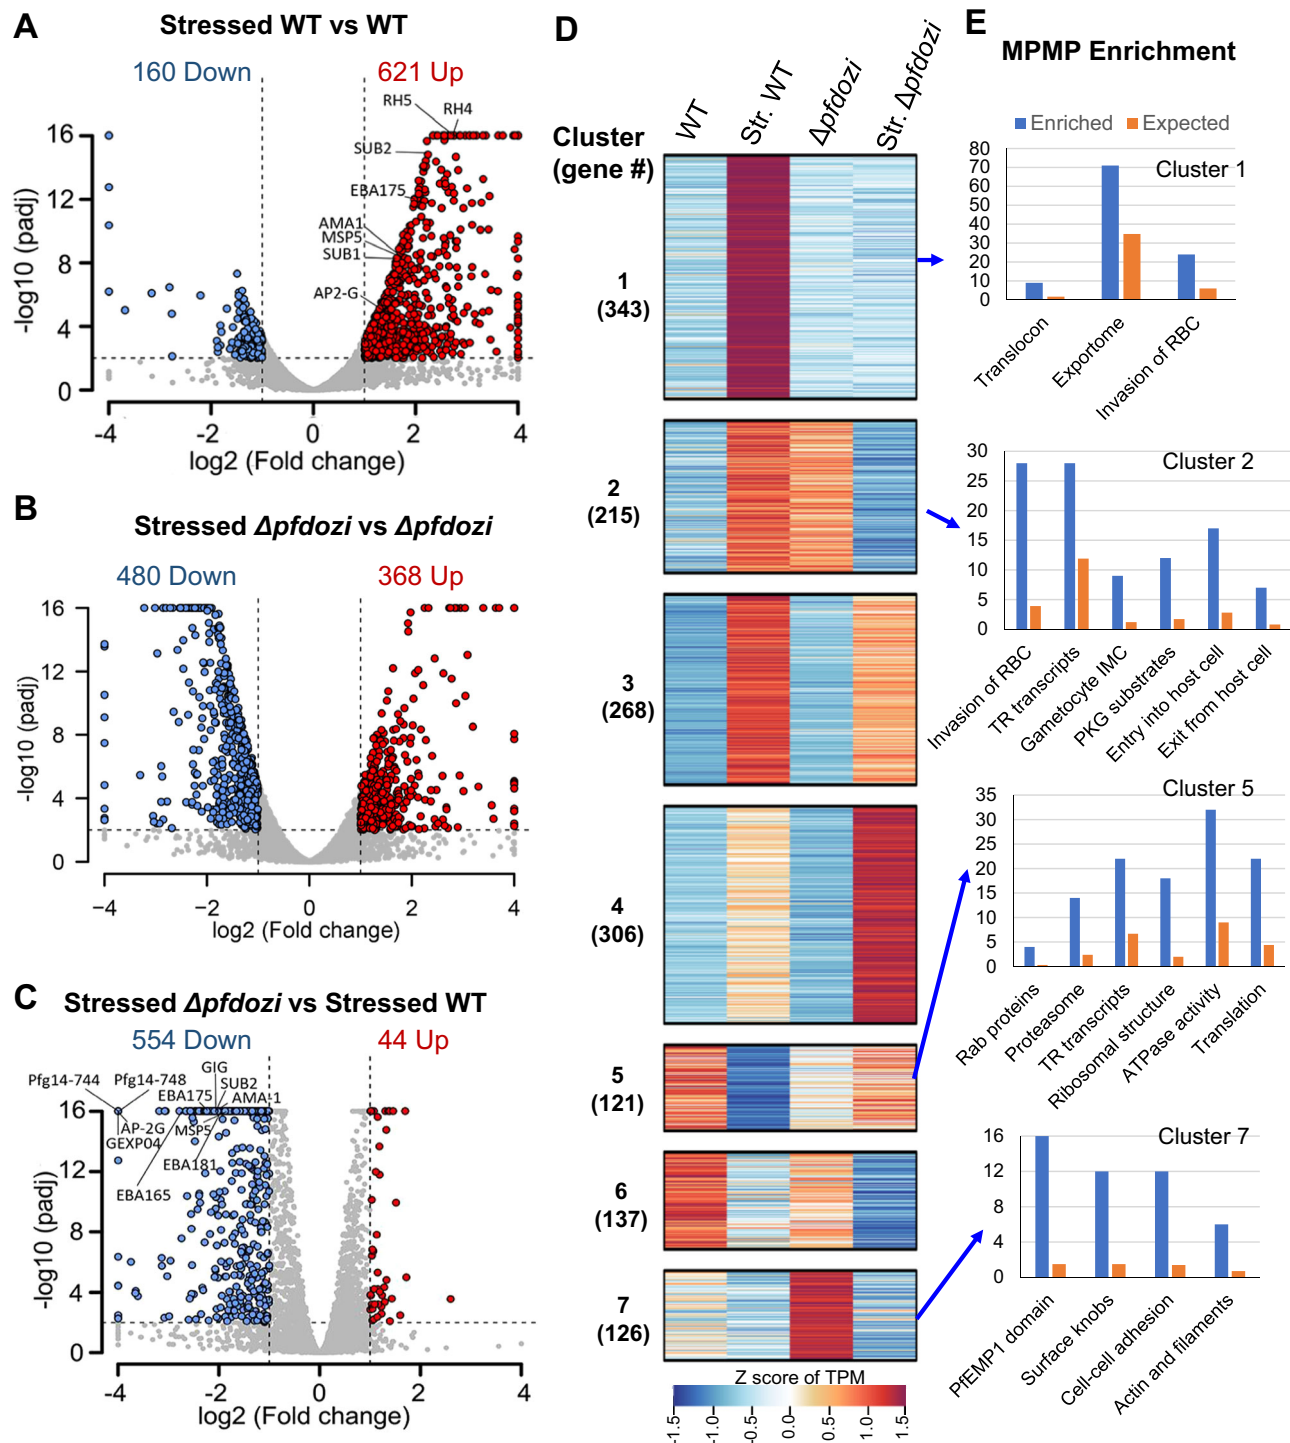 A
Stressed WT vs WT
160 Down
621 Up
RH5
RH4
SUB2
EBA175
AMA1
MSP5
SUB1
AP2-G
16
12
8
4
0
-log10 (padj)
-4 -2 0 2 4
log2 (Fold change)
B
Stressed Δpfdozi vs Δpfdozi
480 Down
368 Up
16
12
8
4
0
-log10 (padj)
−4 −2 0 2 4
log2 (Fold change)
C
Stressed Δpfdozi vs Stressed WT
554 Down
44 Up
GIG
Pfg14-744
Pfg14-748
SUB2
EBA175
AMA-1
AP-2G
MSP5
GEXP04
EBA181
EBA165
16
12
8
4
0
-log10 (padj)
-4 -2 0 2 4
log2 (Fold change)
D
WT
Str. WT
Δpfdozi
Str. Δpfdozi
Cluster
(gene #)
1
(343)
2
(215)
3
(268)
4
(306)
5
(121)
6
(137)
7
(126)
Z score of TPM
-1.5 -1.0 -0.5 0.0 0.5 1.0 1.5
E
MPMP Enrichment
Enriched Expected
Cluster 1
80
70
60
50
40
30
20
10
0
Translocon
Exportome
Invasion of RBC
Cluster 2
30
25
20
15
10
5
0
Invasion of RBC
TR transcripts
Gametocyte IMC
PKG substrates
Entry into host cell
Exit from host cell
Cluster 5
35
30
25
20
15
10
5
0
Rab proteins
Proteasome
TR transcripts
Ribosomal structure
ATPase activity
Translation
Cluster 7
16
12
8
4
0
PfEMP1 domain
Surface knobs
Cell-cell adhesion
Actin and filaments